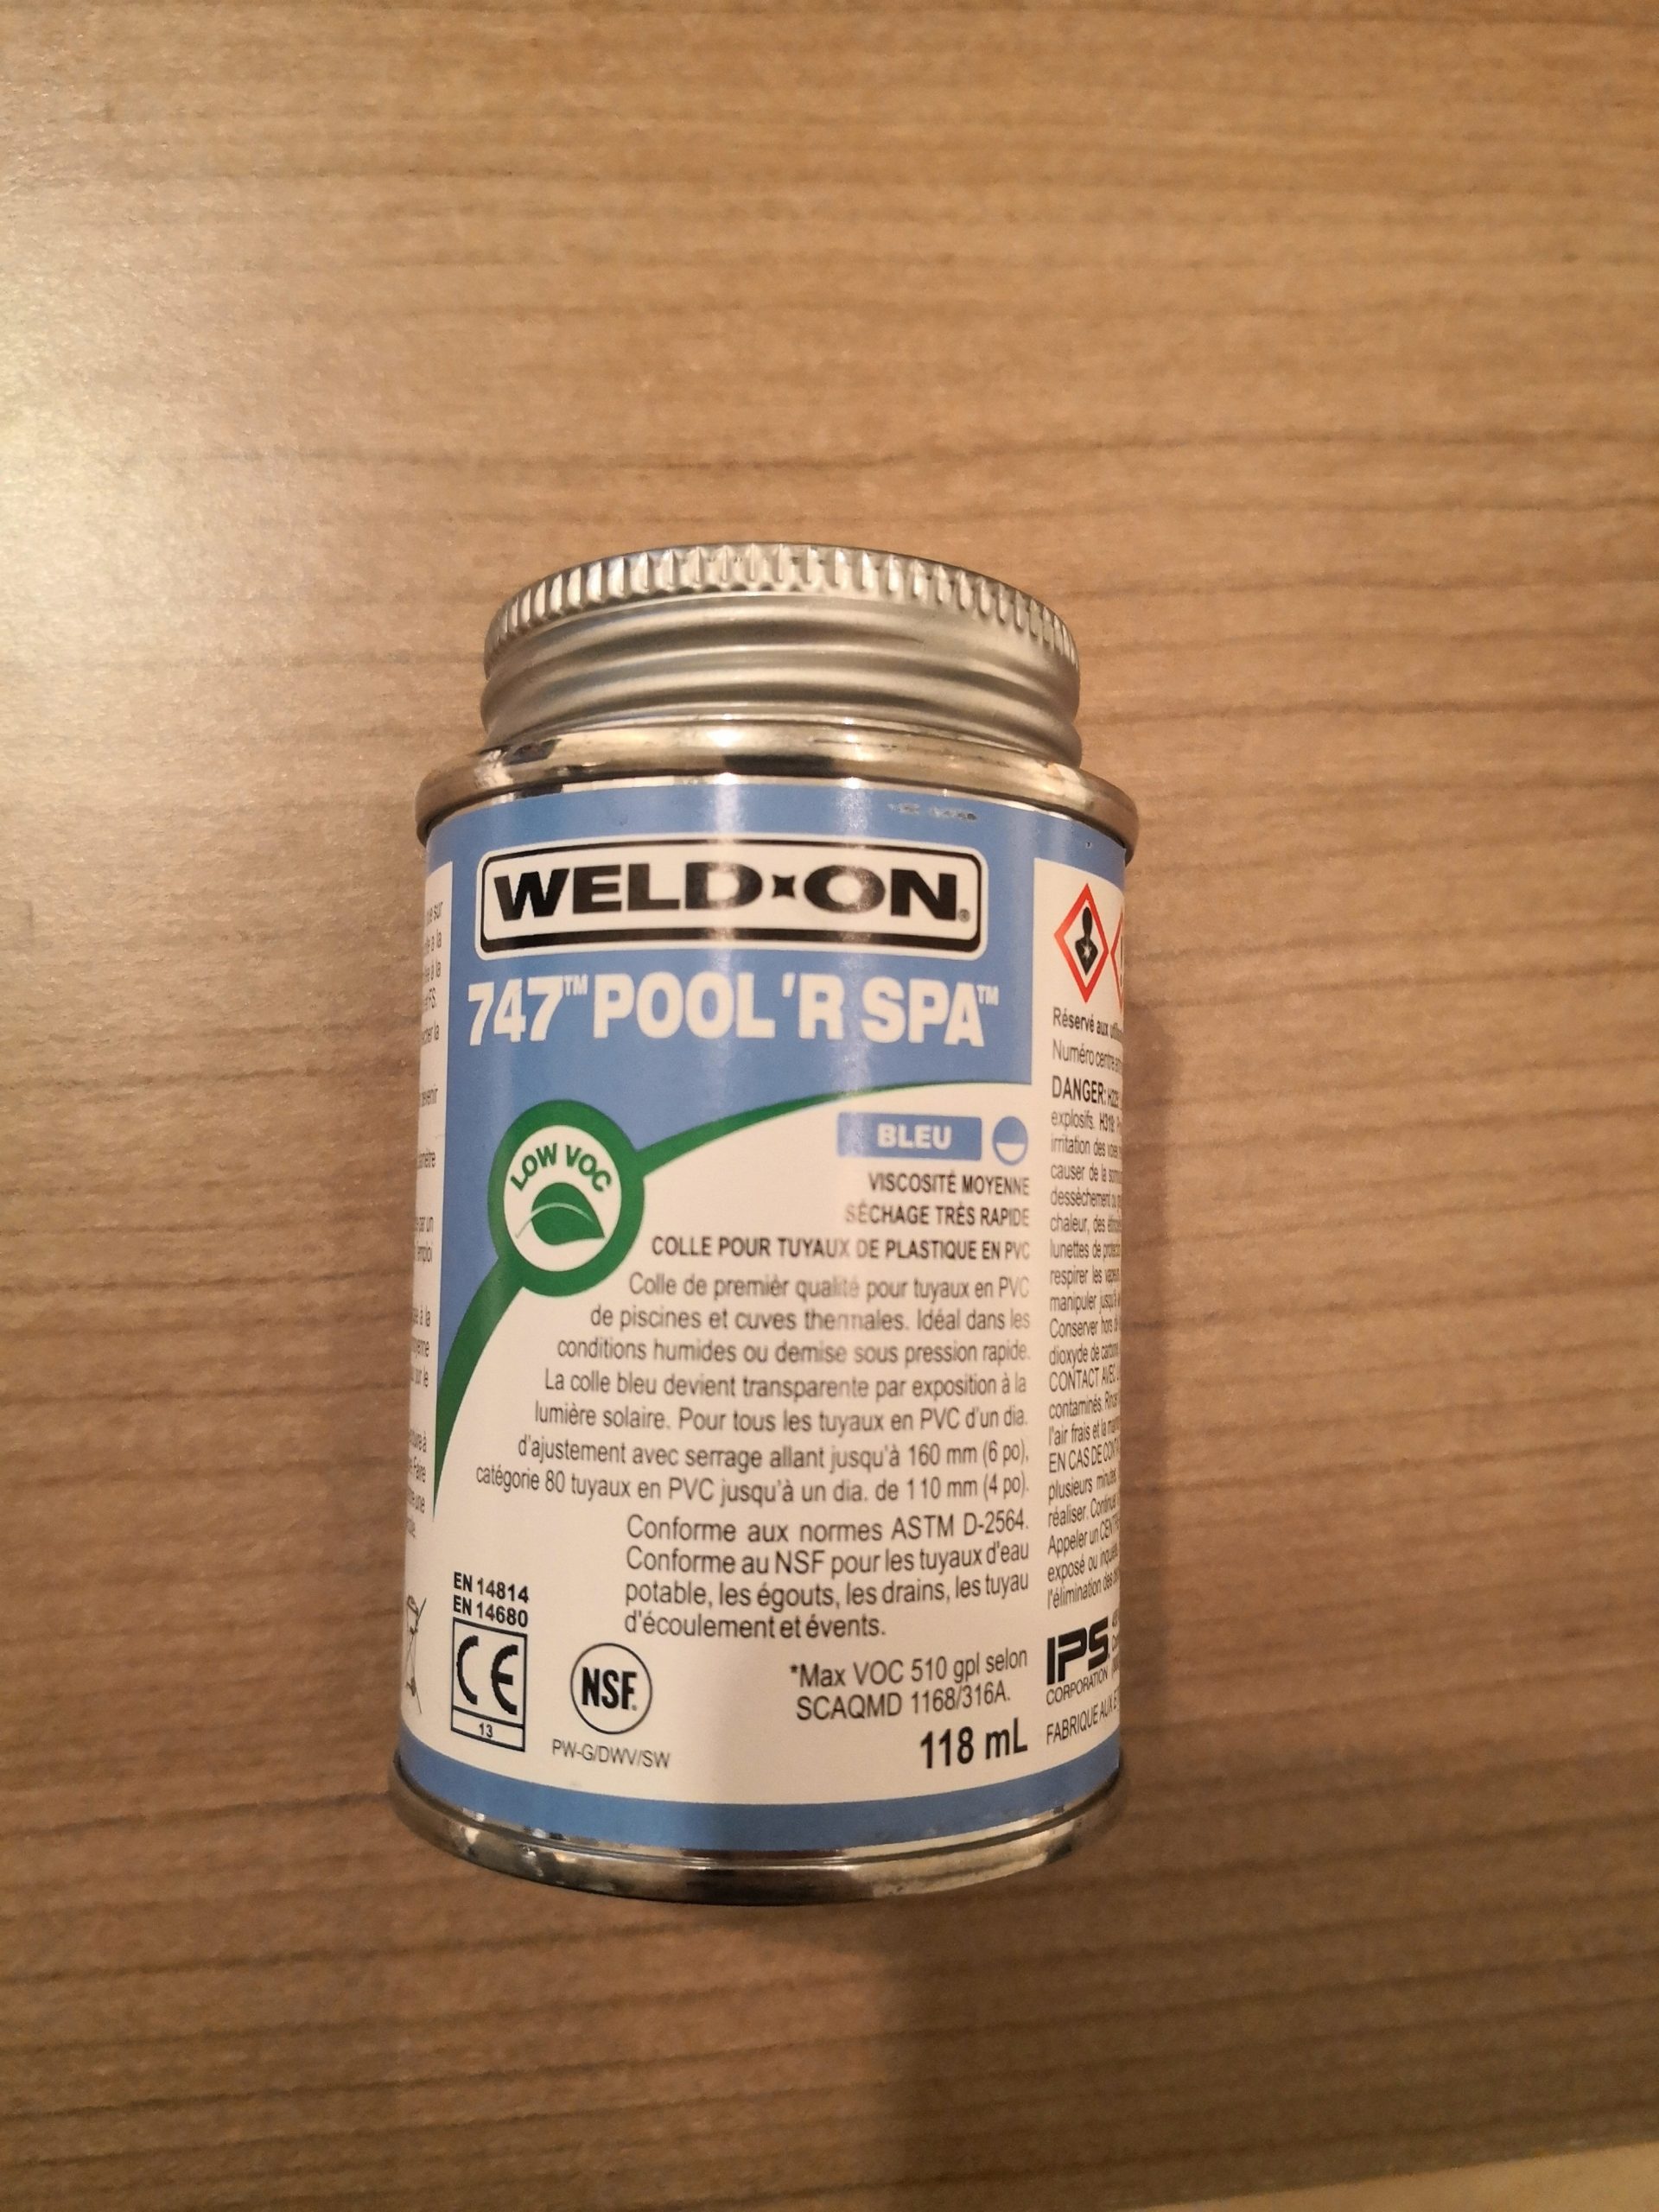 WELD-ON®
747™ POOL 'R SPA™
LOW VOC
BLEU
VISCOSITÉ MOYENNE
SÉCHAGE TRÈS RAPIDE
COLLE POUR TUYAUX DE PLASTIQUE EN PVC
Colle de premièr qualité pour tuyaux en PVC
de piscines et cuves thermales. Idéal dans les
conditions humides ou demise sous pression rapide.
La colle bleu devient transparente par exposition à la
lumière solaire. Pour tous les tuyaux en PVC d'un dia.
d'ajustement avec serrage allant jusqu'à 160 mm (6 po),
catégorie 80 tuyaux en PVC jusqu'à un dia. de 110 mm (4 po).
Conforme aux normes ASTM D-2564.
Conforme au NSF pour les tuyaux d'eau
potable, les égouts, les drains, les tuyau
d'écoulement et évents.
EN 14814
EN 14680
CE
13
NSF®
PW-G/DWV/SW
*Max VOC 510 gpl selon
SCAQMD 1168/316A.
118 mL
Réservé aux
Numéro centre
DANGER:
explosifs. H319:
irritation des voies
causer de la
dessèchement
chaleur, des
lunettes de
respirer les
manipuler
Conserver hors
dioxyde de carbone
CONTACT
contaminés.
l'air frais et la
EN CAS DE
plusieurs
réaliser.
Appeler un
exposé ou
l'élimination des
IPS
CORPORATION
FABRIQUE AUX